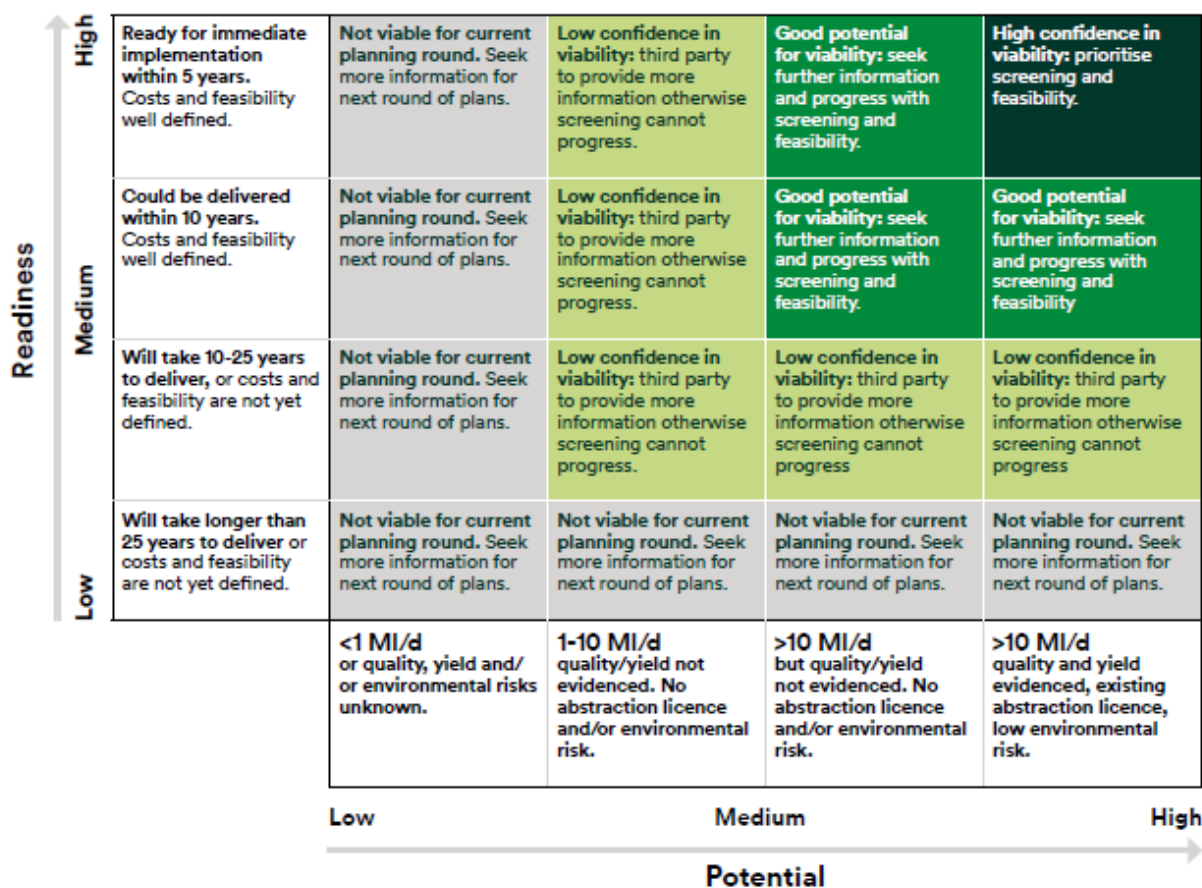 Readiness
High
Medium
Low
Ready for immediate
implementation
within 5 years.
Costs and feasibility
well defined.
Not viable for current
planning round. Seek
more information for
next round of plans.
Low confidence in
viability: third party
to provide more
information otherwise
screening cannot
progress.
Good potential
for viability: seek
further information
and progress with
screening and
feasibility.
High confidence in
viability: prioritise
screening and
feasibility.
Could be delivered
within 10 years.
Costs and feasibility
well defined.
Not viable for current
planning round. Seek
more information for
next round of plans.
Low confidence in
viability: third party
to provide more
information otherwise
screening cannot
progress.
Good potential
for viability: seek
further information
and progress with
screening and
feasibility.
Good potential
for viability: seek
further information
and progress with
screening and
feasibility
Will take 10-25 years
to deliver, or costs and
feasibility are not yet
defined.
Not viable for current
planning round. Seek
more information for
next round of plans.
Low confidence in
viability: third party
to provide more
information otherwise
screening cannot
progress.
Low confidence in
viability: third party
to provide more
information otherwise
screening cannot
progress
Low confidence in
viability: third party
to provide more
information otherwise
screening cannot
progress
Will take longer than
25 years to deliver or
costs and feasibility
are not yet defined.
Not viable for current
planning round. Seek
more information for
next round of plans.
Not viable for current
planning round. Seek
more information for
next round of plans.
Not viable for current
planning round. Seek
more information for
next round of plans.
Not viable for current
planning round. Seek
more information for
next round of plans.
<1 Ml/d
or quality, yield and/
or environmental risks
unknown.
1-10 Ml/d
quality/yield not
evidenced. No
abstraction licence
and/or environmental
risk.
>10 Ml/d
but quality/yield
not evidenced. No
abstraction licence
and/or environmental
risk.
>10 Ml/d
quality and yield
evidenced, existing
abstraction licence,
low environmental
risk.
Low
Medium
High
Potential